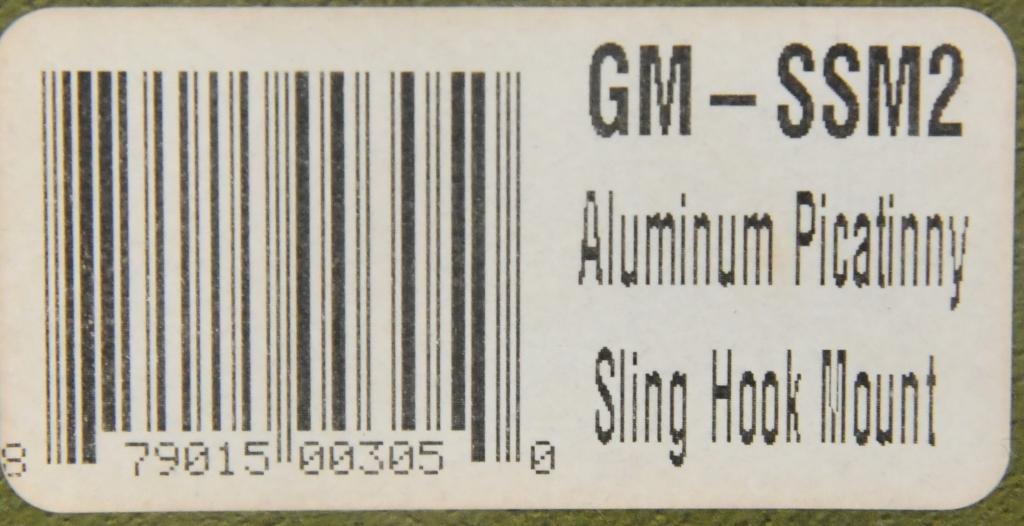 GM-SSM2
Aluminum Picatinny
Sling Hook Mount
8 79015 00305 0